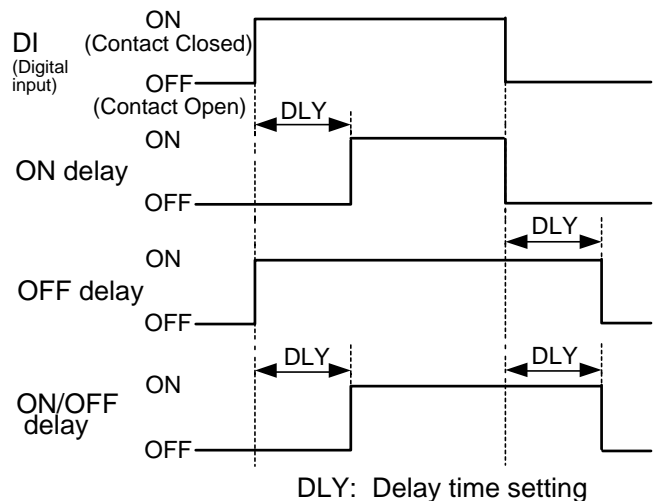 DI
(Digital
input)
ON
(Contact Closed)
OFF
(Contact Open)
DLY
ON delay
ON
OFF
DLY
OFF delay
ON
OFF
DLY
DLY
ON/OFF
delay
ON
OFF
DLY: Delay time setting